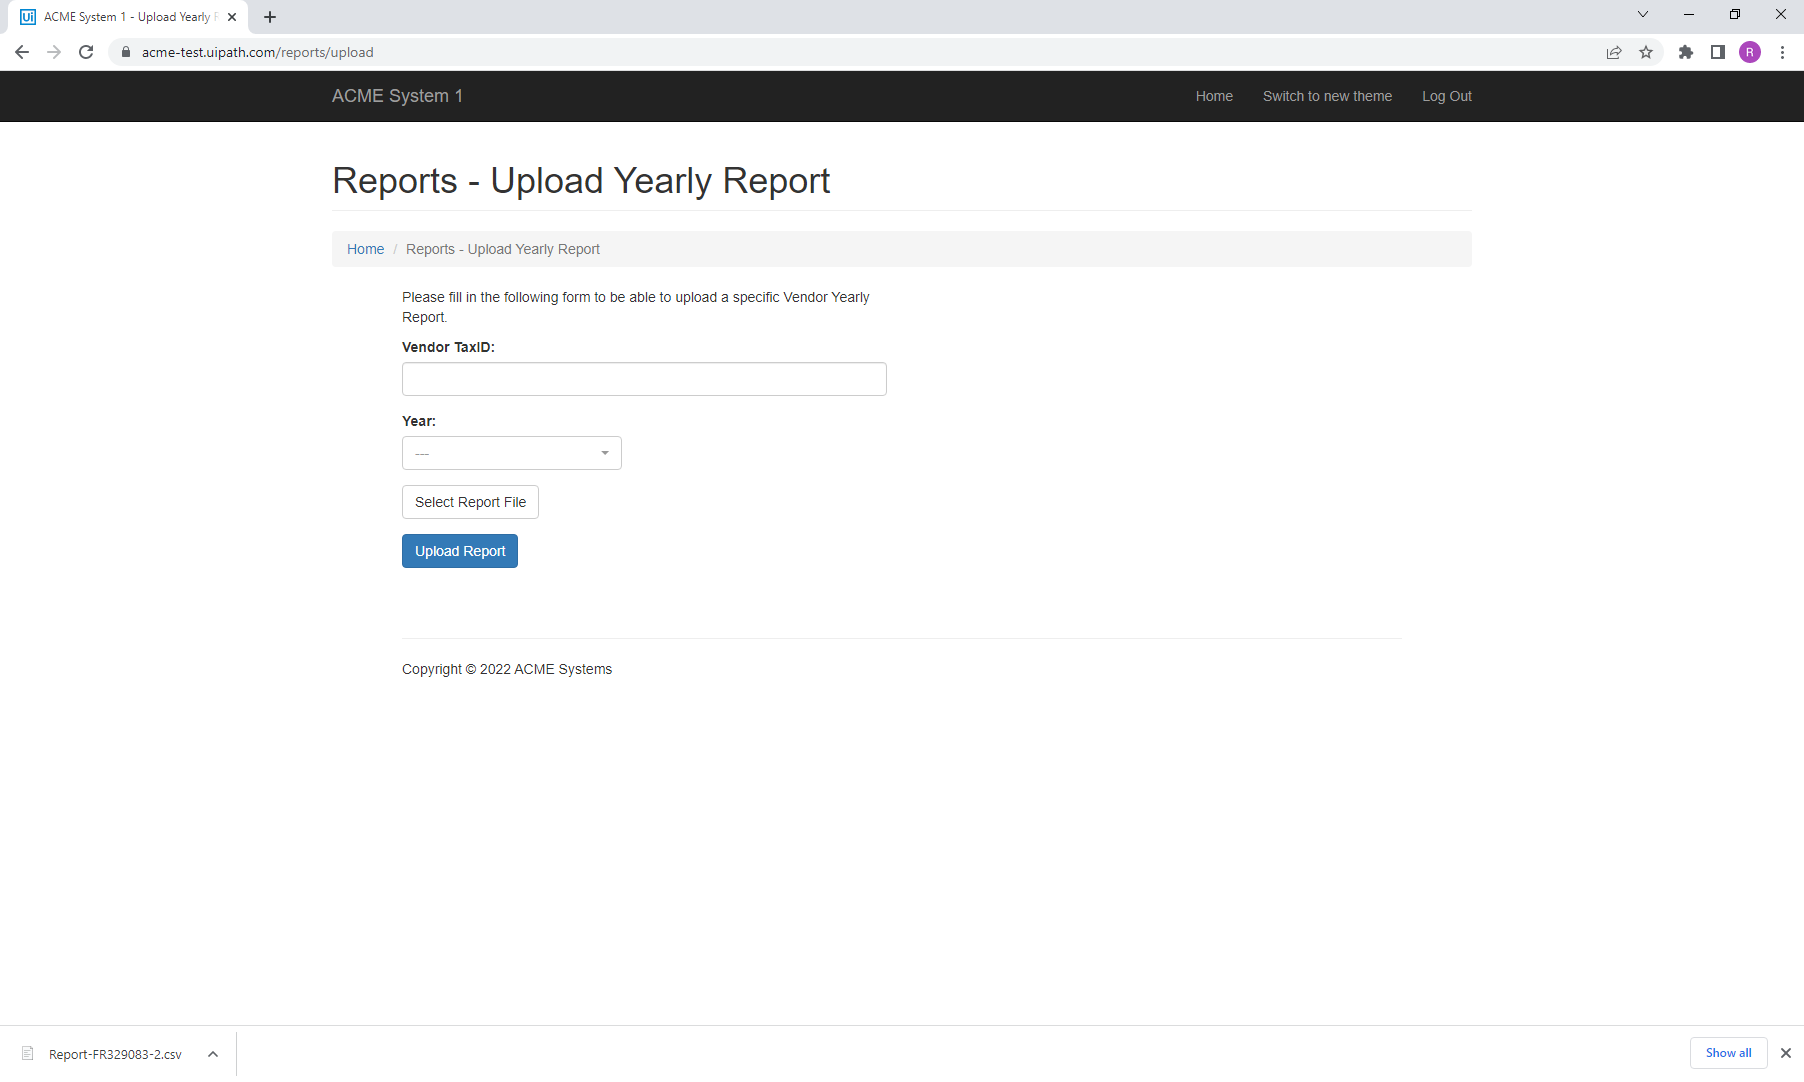 ACME System 1 - Upload Yearly R
acme-test.uipath.com/reports/upload
R
ACME System 1
Home
Switch to new theme
Log Out
Reports - Upload Yearly Report
Home / Reports - Upload Yearly Report
Please fill in the following form to be able to upload a specific Vendor Yearly
Report.
Vendor TaxID:
Year:
---
Select Report File
Upload Report
Copyright © 2022 ACME Systems
Report-FR329083-2.csv
Show all